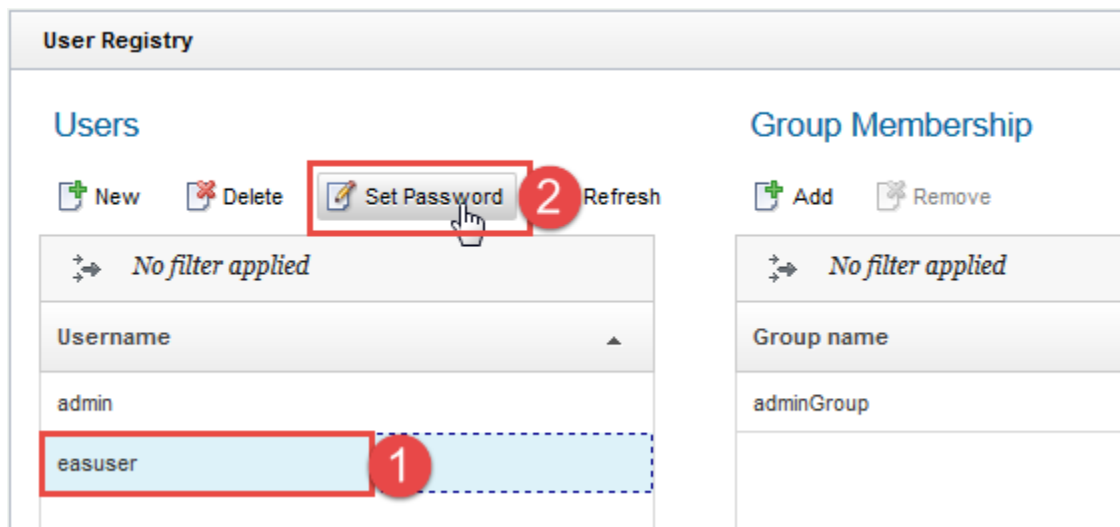 User Registry
Users
New Delete Set Password 2 Refresh
No filter applied
Username
admin
easuser 1
Group Membership
Add Remove
No filter applied
Group name
adminGroup